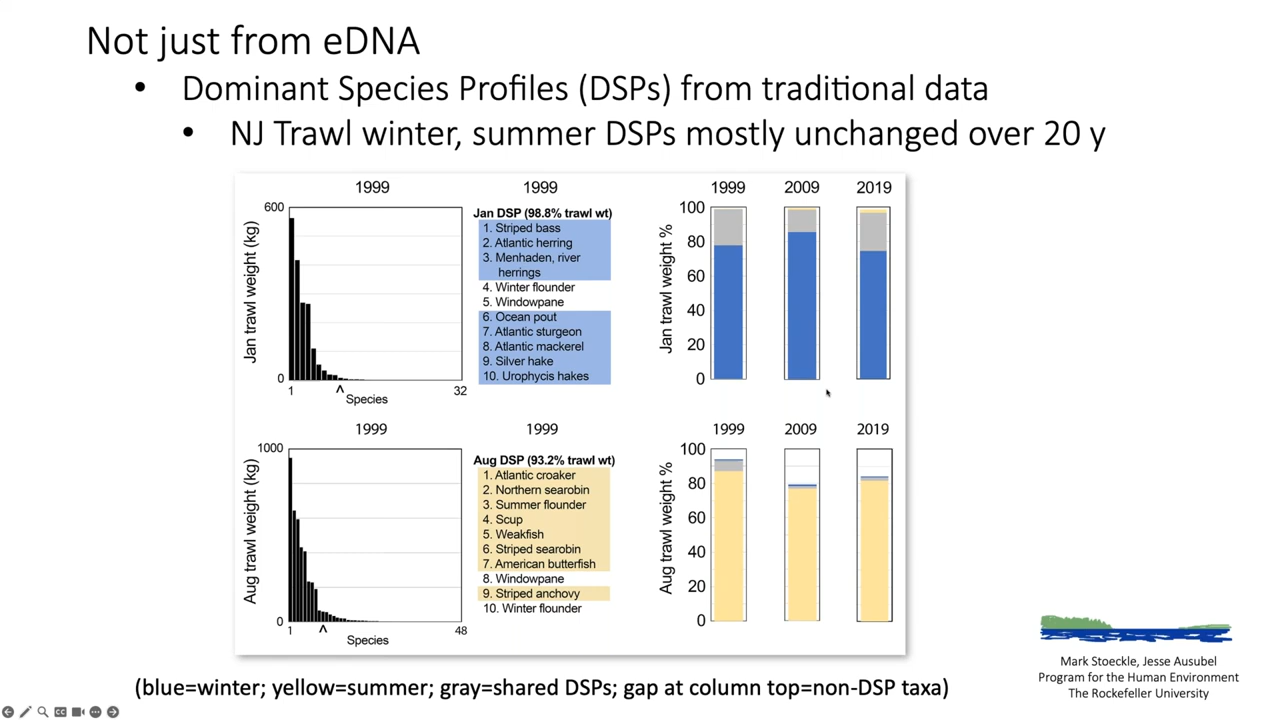 Not just from eDNA
• Dominant Species Profiles (DSPs) from traditional data
• NJ Trawl winter, summer DSPs mostly unchanged over 20 y
1999
1999
1999
2009
2019
600
0
Jan trawl weight (kg)
1
^
32
Species
Jan DSP (98.8% trawl wt)
1. Striped bass
2. Atlantic herring
3. Menhaden, river
herrings
4. Winter flounder
5. Windowpane
6. Ocean pout
7. Atlantic sturgeon
8. Atlantic mackerel
9. Silver hake
10. Urophycis hakes
Jan trawl weight %
100
80
60
40
20
0
1999
1999
1999
2009
2019
1000
0
Aug trawl weight (kg)
1
^
48
Species
Aug DSP (93.2% trawl wt)
1. Atlantic croaker
2. Northern searobin
3. Summer flounder
4. Scup
5. Weakfish
6. Striped searobin
7. American butterfish
8. Windowpane
9. Striped anchovy
10. Winter flounder
Aug trawl weight %
100
80
60
40
20
0
Mark Stoeckle, Jesse Ausubel
Program for the Human Environment
The Rockefeller University
(blue=winter; yellow=summer; gray=shared DSPs; gap at column top=non-DSP taxa)